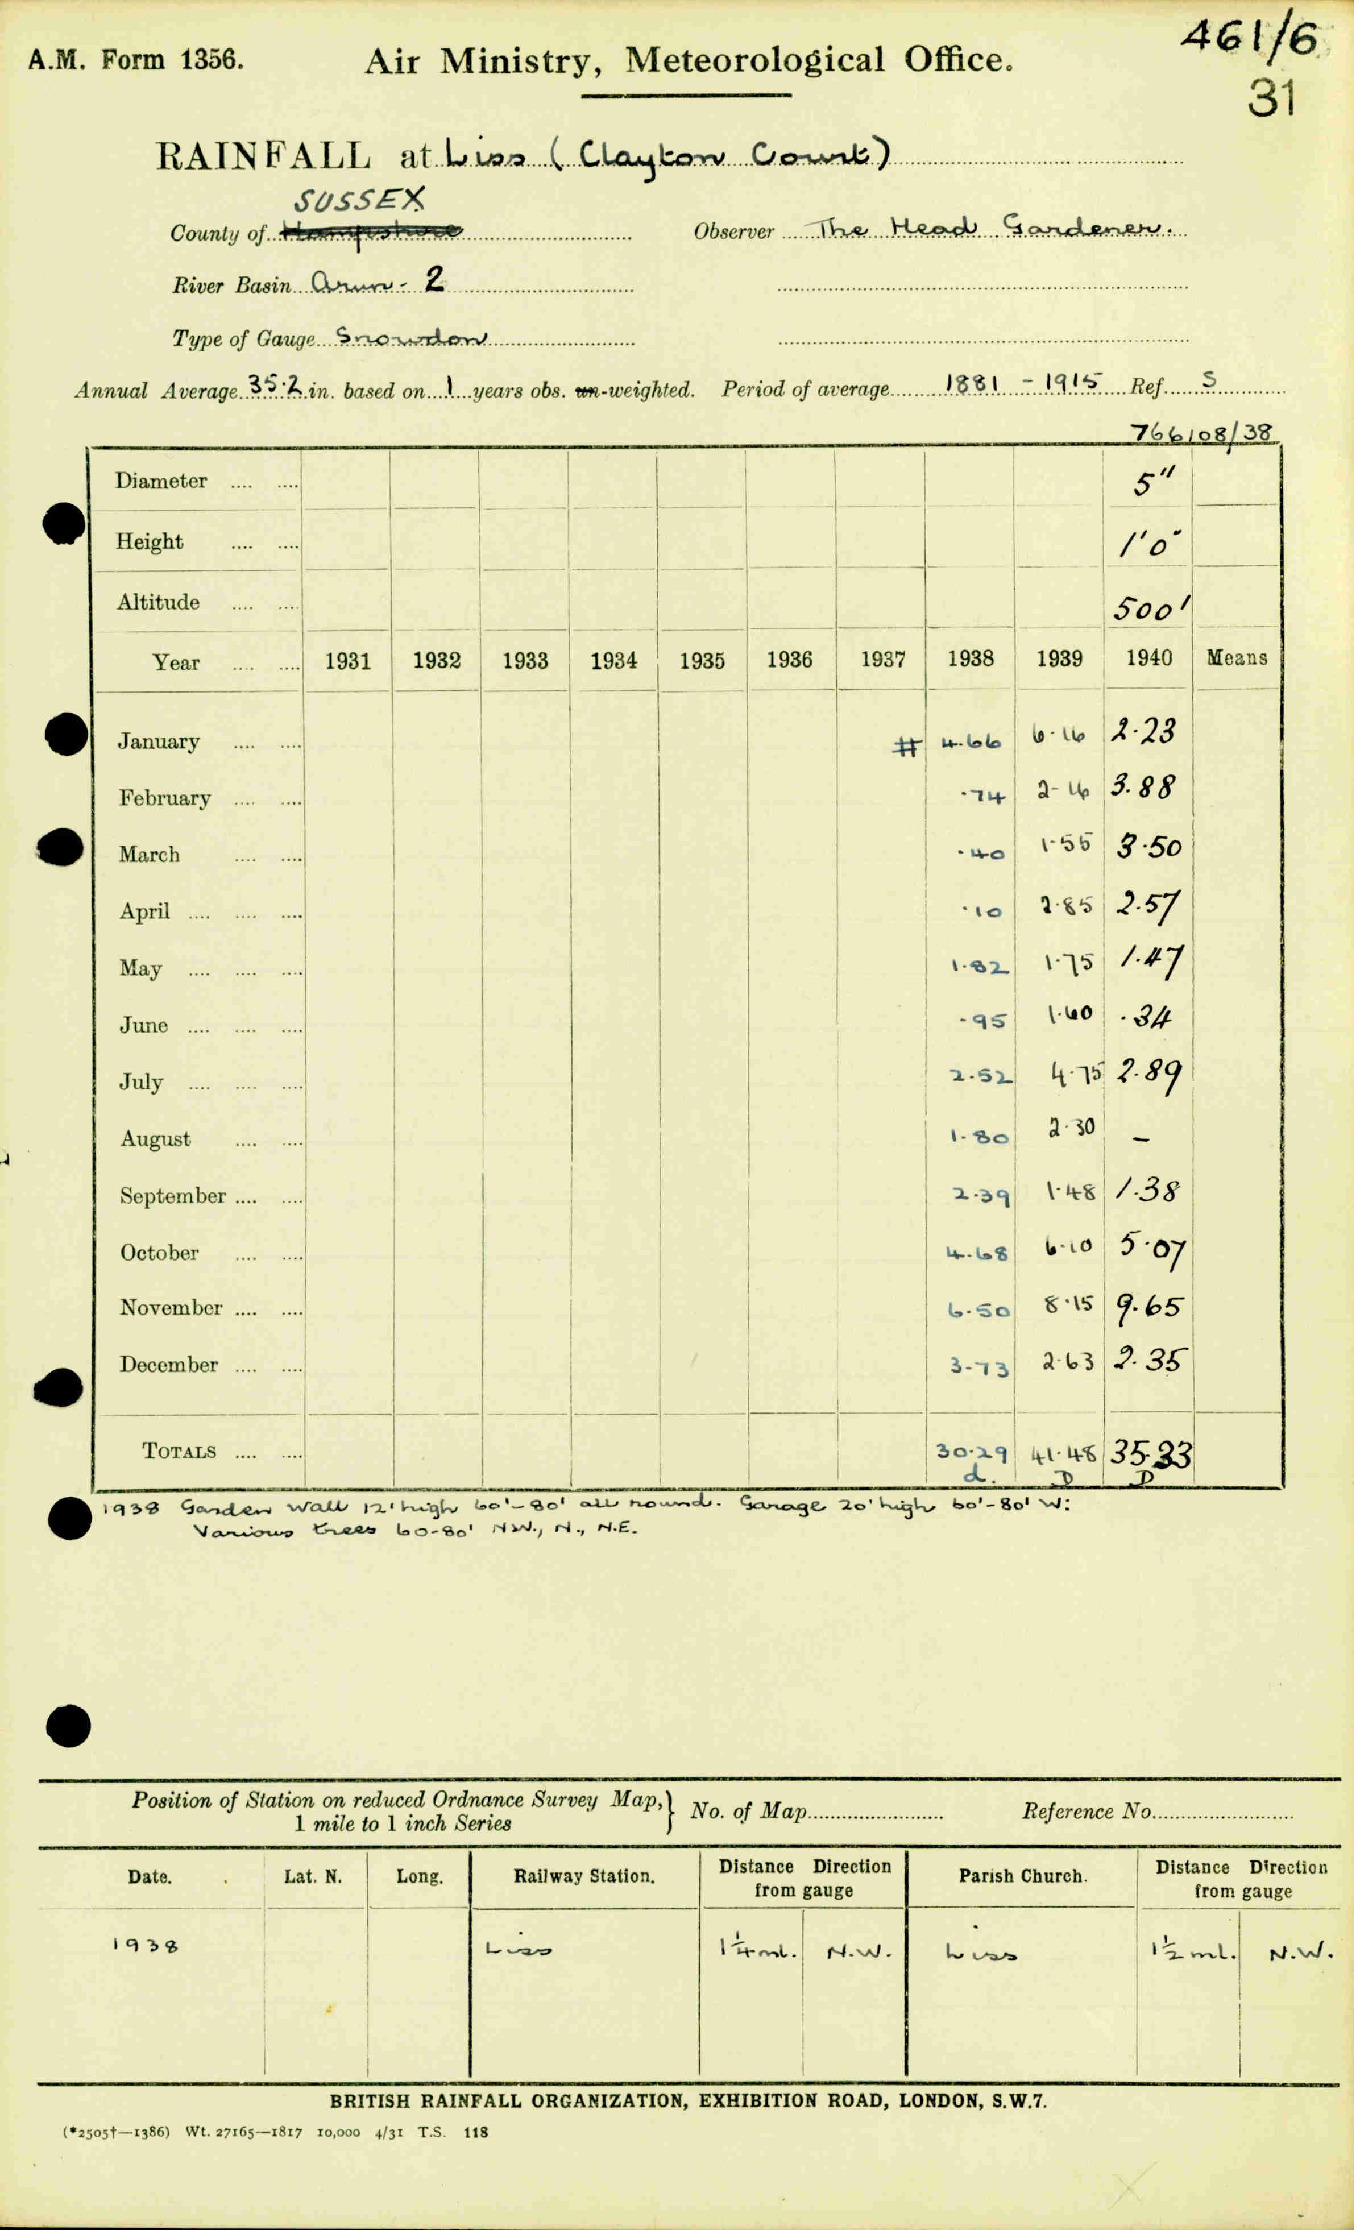 461/6
A.M. Form 1356. Air Ministry, Meteorological Office.
31
RAINFALL at Liss (Clayton Court)
SUSSEX
County of Hampshire Observer The Head Gardener.
River Basin Arun - 2
Type of Gauge Snowdon
Annual Average 35.2 in. based on 1 years obs. un-weighted. Period of average 1881 - 1915 Ref. S
766108/38
Diameter .... .... 5"
Height .... .... 1'0"
Altitude .... .... 500'
Year .... .... 1931 1932 1933 1934 1935 1936 1937 1938 1939 1940 Means
January .... .... # 4.66 6.16 2.23
February .... .... .74 2.16 3.88
March .... .... .40 1.55 3.50
April .... .... .... .10 2.85 2.57
May .... .... .... 1.82 1.75 1.47
June .... .... .... .95 1.60 .34
July .... .... .... 2.52 4.75 2.89
August .... .... 1.80 2.30 –
September .... .... 2.39 1.48 1.38
October .... .... 4.68 6.10 5.07
November .... .... 6.50 8.15 9.65
December .... .... 3.73 2.63 2.35
TOTALS .... .... 30.29 41.48 35.33
d. D D
1938 Garden wall 12' high 60'-80' all round. Garage 20' high 60'-80' W:
Various trees 60-80' NW., N., N.E.
Position of Station on reduced Ordnance Survey Map, 1 mile to 1 inch Series } No. of Map Reference No.
Date. Lat. N. Long. Railway Station. Distance Direction from gauge Parish Church. Distance Direction from gauge
1938 Liss 1¼ ml. N.W. Liss 1½ ml. N.W.
BRITISH RAINFALL ORGANIZATION, EXHIBITION ROAD, LONDON, S.W.7.
(*2505†—1386) Wt. 27165—1817 10,000 4/31 T.S. 118